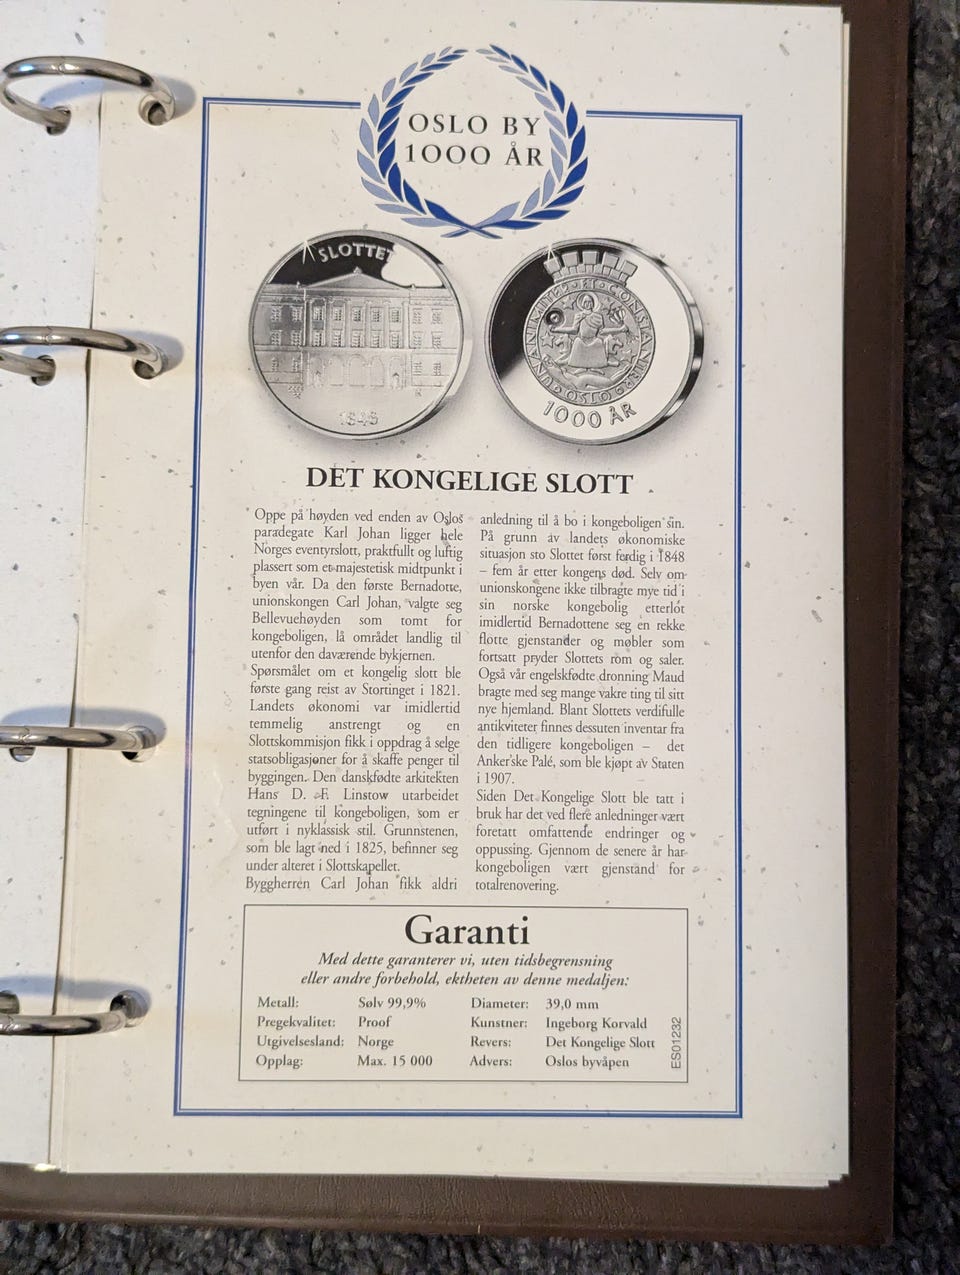 OSLO BY
1000 ÅR
SLOTTET
1848
UNANIMITER·ET·CONSTANTER
OSLO
1000 ÅR
DET KONGELIGE SLOTT
Oppe på høyden ved enden av Oslos
paradegate Karl Johan ligger hele
Norges eventyrslott, praktfullt og luftig
plassert som et majestetisk midtpunkt i
byen vår. Da den første Bernadotte,
unionskongen Carl Johan, valgte seg
Bellevuehøyden som tomt for
kongeboligen, lå området landlig til
utenfor den daværende bykjernen.
Spørsmålet om et kongelig slott ble
første gang reist av Stortinget i 1821.
Landets økonomi var imidlertid
temmelig anstrengt og en
Slottskommisjon fikk i oppdrag å selge
statsobligasjoner for å skaffe penger til
byggingen. Den danskfødte arkitekten
Hans D. F. Linstow utarbeidet
tegningene til kongeboligen, som er
utført i nyklassisk stil. Grunnstenen,
som ble lagt ned i 1825, befinner seg
under alteret i Slottskapellet.
Byggherren Carl Johan fikk aldri
anledning til å bo i kongeboligen sin.
På grunn av landets økonomiske
situasjon sto Slottet først ferdig i 1848
– fem år etter kongens død. Selv om
unionskongene ikke tilbragte mye tid i
sin norske kongebolig etterlot
imidlertid Bernadottene seg en rekke
flotte gjenstander og møbler som
fortsatt pryder Slottets rom og saler.
Også vår engelskfødte dronning Maud
bragte med seg mange vakre ting til sitt
nye hjemland. Blant Slottets verdifulle
antikviteter finnes dessuten inventar fra
den tidligere kongeboligen – det
Anker'ske Palé, som ble kjøpt av Staten
i 1907.
Siden Det Kongelige Slott ble tatt i
bruk har det ved flere anledninger vært
foretatt omfattende endringer og
oppussing. Gjennom de senere år har
kongeboligen vært gjenstand for
totalrenovering.
Garanti
Med dette garanterer vi, uten tidsbegrensning
eller andre forbehold, ektheten av denne medaljen:
Metall: Sølv 99,9% Diameter: 39,0 mm
Pregekvalitet: Proof Kunstner: Ingeborg Korvald
Utgivelsesland: Norge Revers: Det Kongelige Slott
Opplag: Max. 15 000 Advers: Oslos byvåpen
ES01232